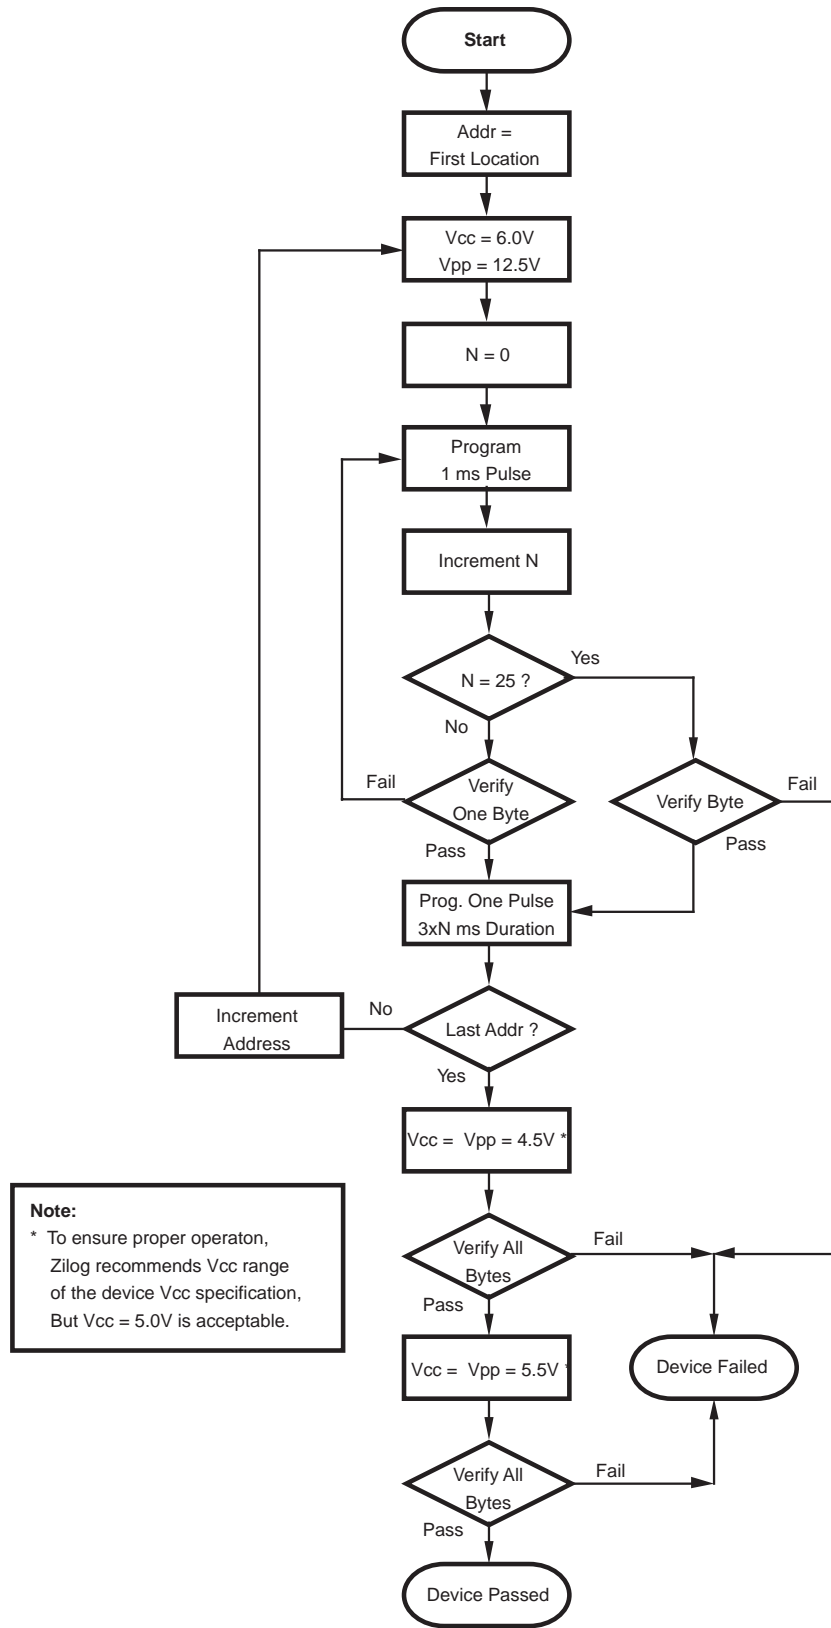 Start
Addr =
First Location
Vcc = 6.0V
Vpp = 12.5V
N = 0
Program
1 ms Pulse
Increment N
N = 25 ?
Yes
No
Fail
Verify
One Byte
Verify Byte
Fail
Pass
Pass
Prog. One Pulse
3xN ms Duration
Increment
Address
No
Last Addr ?
Yes
Vcc = Vpp = 4.5V *
Note:
* To ensure proper operaton,
Zilog recommends Vcc range
of the device Vcc specification,
But Vcc = 5.0V is acceptable.
Verify All
Bytes
Fail
Pass
Vcc = Vpp = 5.5V *
Device Failed
Verify All
Bytes
Fail
Pass
Device Passed